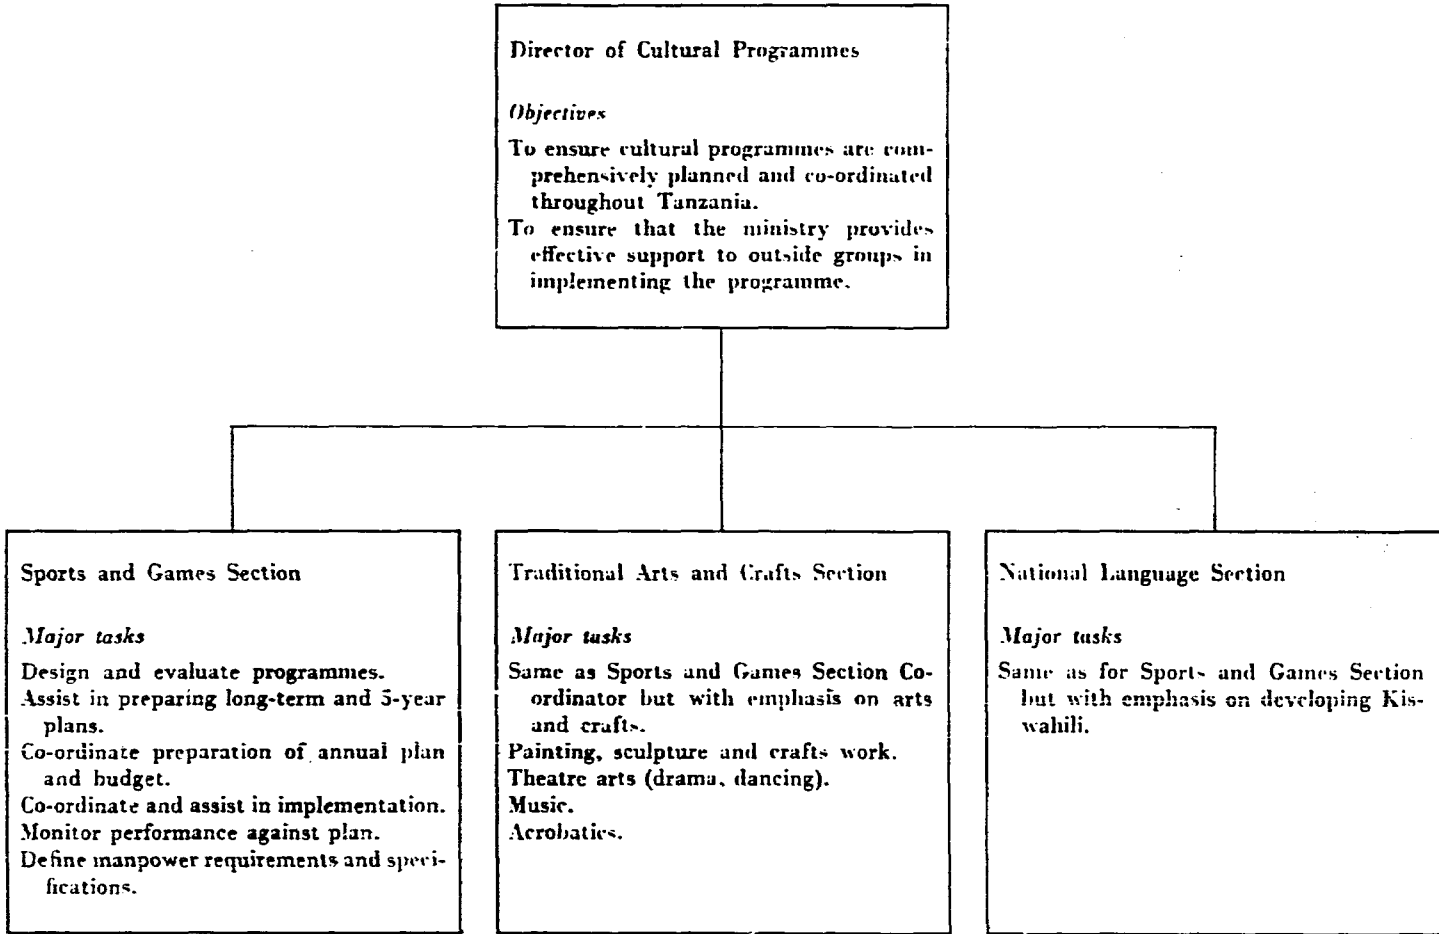 Director of Cultural Programmes
Objectives
To ensure cultural programmes are com-
prehensively planned and co-ordinated
throughout Tanzania.
To ensure that the ministry provides
effective support to outside groups in
implementing the programme.
Sports and Games Section
Major tasks
Design and evaluate programmes.
Assist in preparing long-term and 5-year
plans.
Co-ordinate preparation of annual plan
and budget.
Co-ordinate and assist in implementation.
Monitor performance against plan.
Define manpower requirements and speci-
fications.
Traditional Arts and Crafts Section
Major tasks
Same as Sports and Games Section Co-
ordinator but with emphasis on arts
and crafts.
Painting, sculpture and crafts work.
Theatre arts (drama, dancing).
Music.
Acrobatics.
National Language Section
Major tasks
Same as for Sports and Games Section
but with emphasis on developing Kis-
wahili.